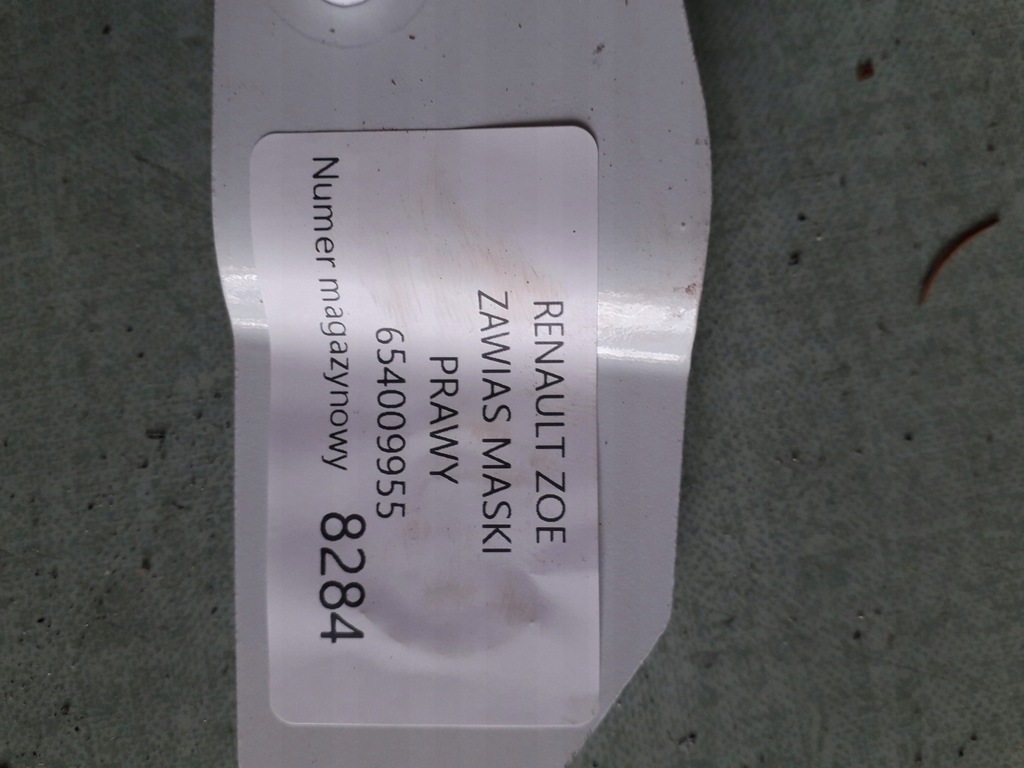 RENAULT ZOE
ZAWIAS MASKI
PRAWY
654009955
Numer magazynowy 8284